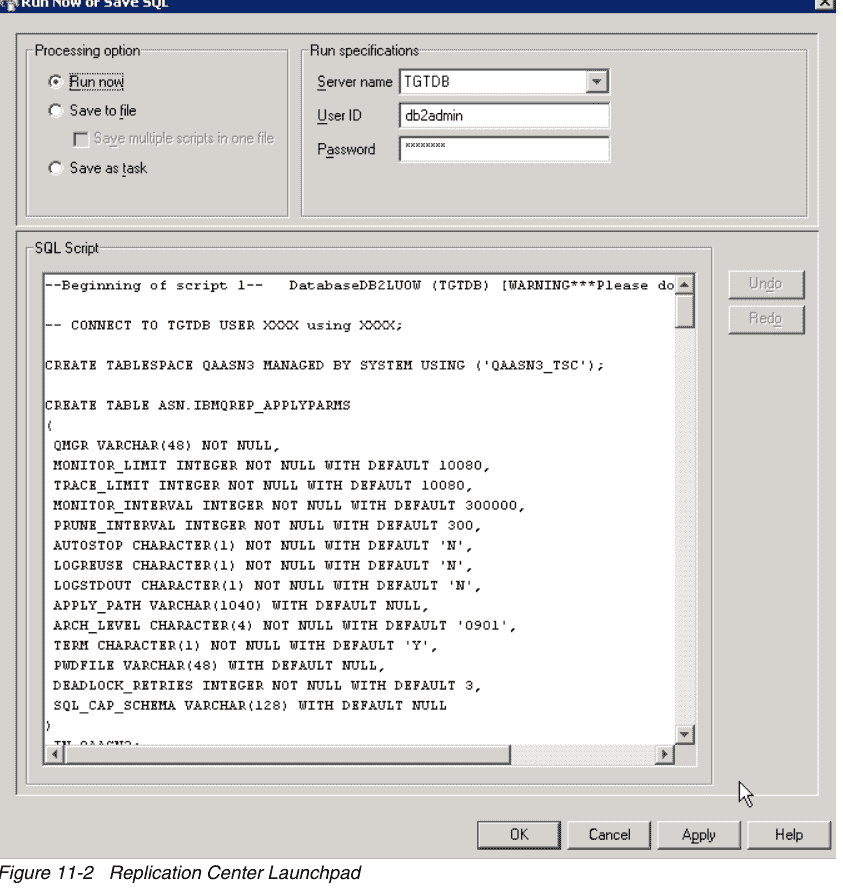 Run Now or Save SQL
Processing option
Run now
Save to file
Save multiple scripts in one file
Save as task
Run specifications
Server name TGTDB
User ID db2admin
Password xxxxxxxx
SQL Script
--Beginning of script 1--   DatabaseDB2LUOW (TGTDB) [WARNING***Please do
-- CONNECT TO TGTDB USER XXXX using XXXX;
CREATE TABLESPACE QAASN3 MANAGED BY SYSTEM USING ('QAASN3_TSC');
CREATE TABLE ASN.IBMQREP_APPLYPARMS
(
QMGR VARCHAR(48) NOT NULL,
MONITOR_LIMIT INTEGER NOT NULL WITH DEFAULT 10080,
TRACE_LIMIT INTEGER NOT NULL WITH DEFAULT 10080,
MONITOR_INTERVAL INTEGER NOT NULL WITH DEFAULT 300000,
PRUNE_INTERVAL INTEGER NOT NULL WITH DEFAULT 300,
AUTOSTOP CHARACTER(1) NOT NULL WITH DEFAULT 'N',
LOGREUSE CHARACTER(1) NOT NULL WITH DEFAULT 'N',
LOGSTDOUT CHARACTER(1) NOT NULL WITH DEFAULT 'N',
APPLY_PATH VARCHAR(1040) WITH DEFAULT NULL,
ARCH_LEVEL CHARACTER(4) NOT NULL WITH DEFAULT '0901',
TERM CHARACTER(1) NOT NULL WITH DEFAULT 'Y',
PWDFILE VARCHAR(48) WITH DEFAULT NULL,
DEADLOCK_RETRIES INTEGER NOT NULL WITH DEFAULT 3,
SQL_CAP_SCHEMA VARCHAR(128) WITH DEFAULT NULL
)
IN QAASN3;
Undo
Redo
OK
Cancel
Apply
Help
Figure 11-2   Replication Center Launchpad